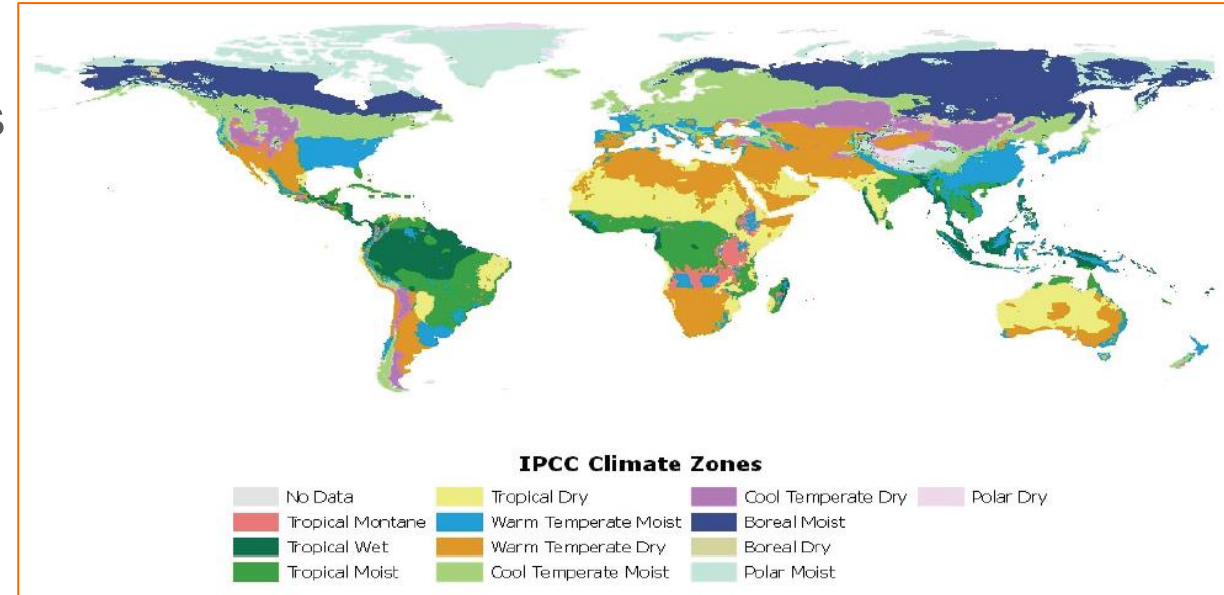 s
IPCC Climate Zones
No Data
Tropical Montane
Tropical Wet
Tropical Moist
Tropical Dry
Warm Temperate Moist
Warm Temperate Dry
Cool Temperate Moist
Cool Temperate Dry
Boreal Moist
Boreal Dry
Polar Moist
Polar Dry